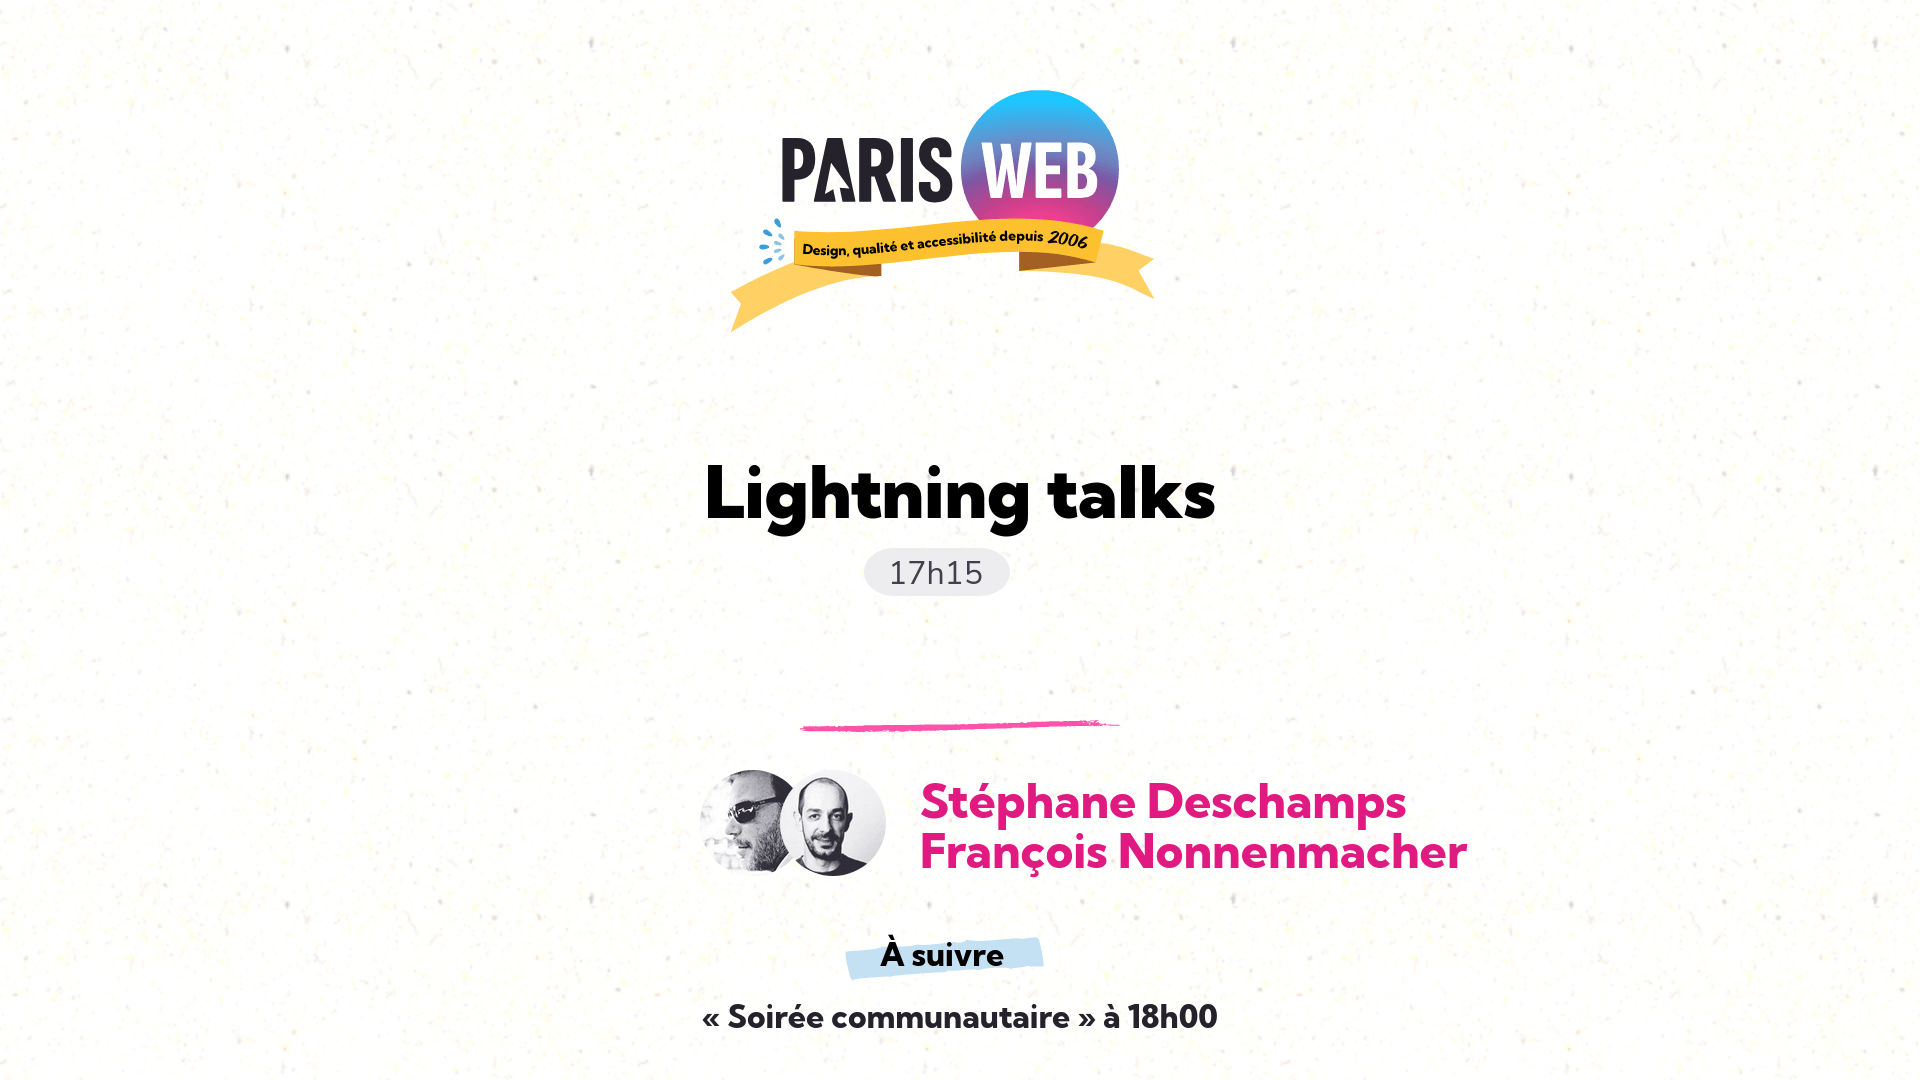 PARIS WEB
Design, qualité et accessibilité depuis 2006
Lightning talks
17h15
Stéphane Deschamps
François Nonnenmacher
À suivre
« Soirée communautaire » à 18h00